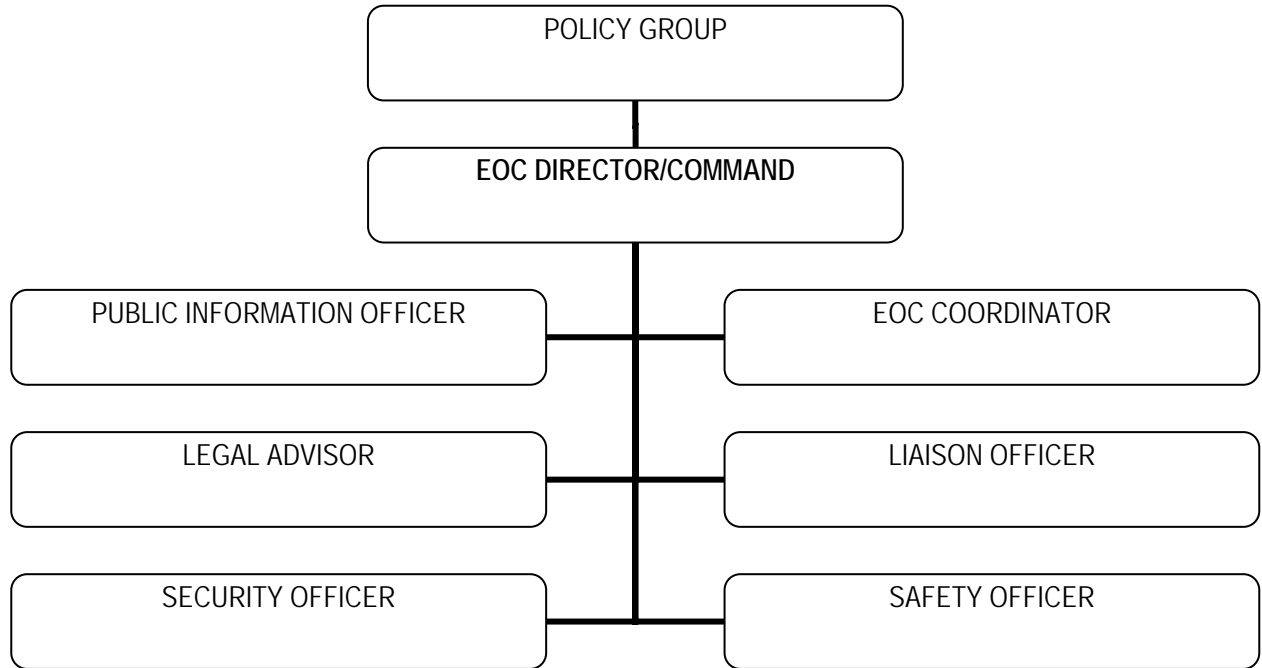 POLICY GROUP
EOC DIRECTOR/COMMAND
PUBLIC INFORMATION OFFICER
EOC COORDINATOR
LEGAL ADVISOR
LIAISON OFFICER
SECURITY OFFICER
SAFETY OFFICER